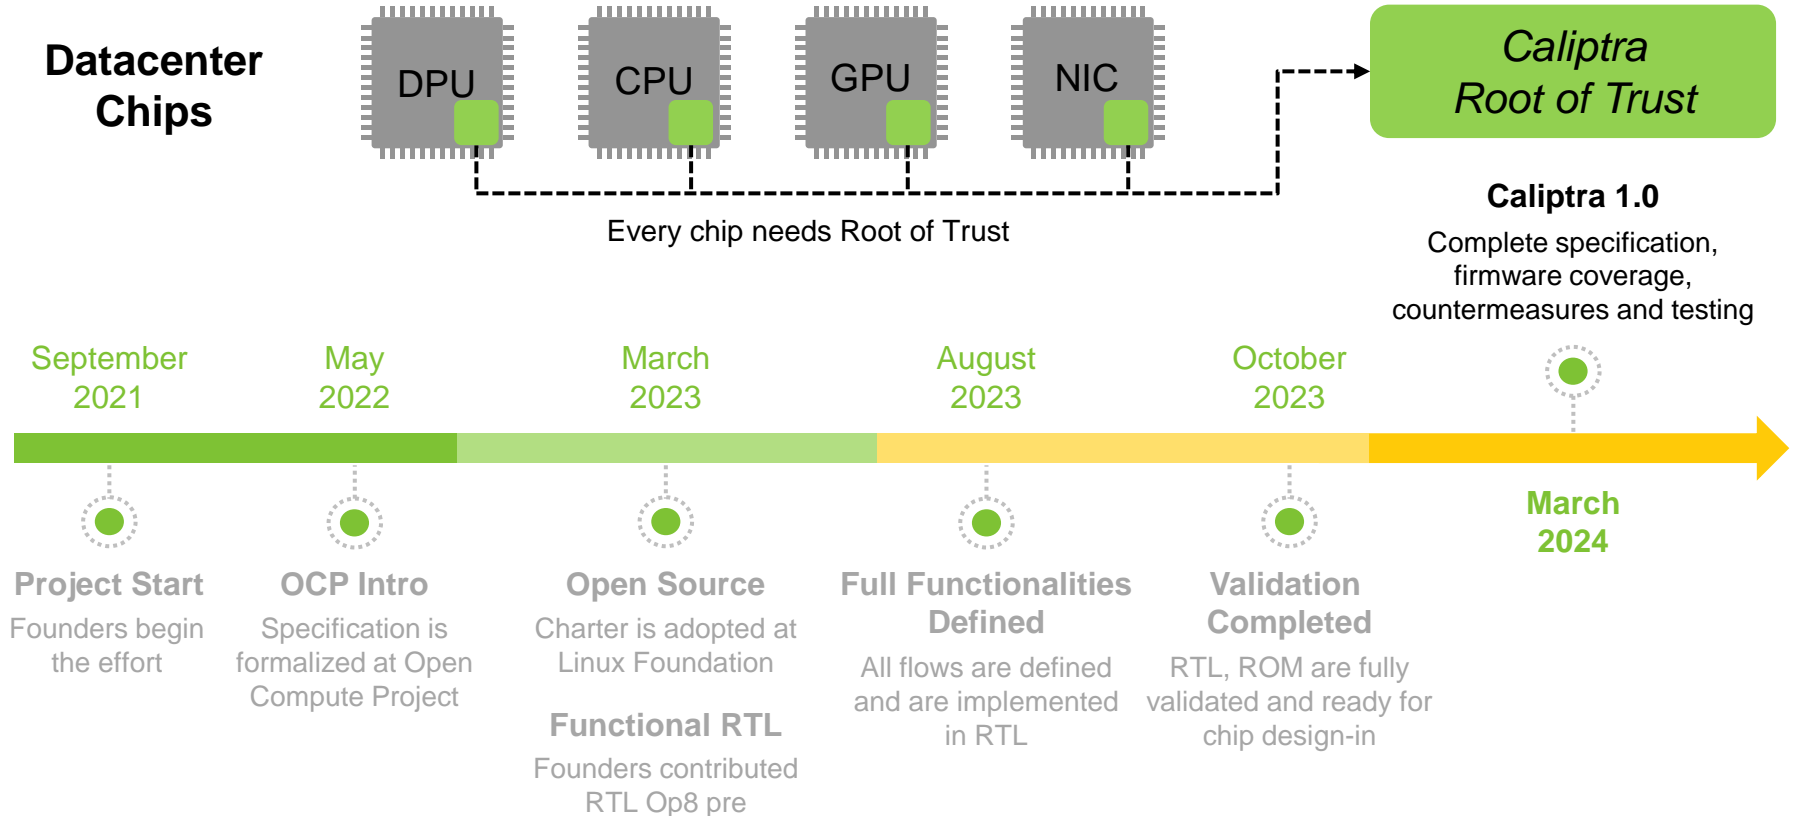 Datacenter
Chips
DPU
CPU
GPU
NIC
Caliptra
Root of Trust
Every chip needs Root of Trust
Caliptra 1.0
Complete specification,
firmware coverage,
countermeasures and testing
September
2021
May
2022
March
2023
August
2023
October
2023
March
2024
Project Start
Founders begin
the effort
OCP Intro
Specification is
formalized at Open
Compute Project
Open Source
Charter is adopted at
Linux Foundation
Functional RTL
Founders contributed
RTL Op8 pre
Full Functionalities
Defined
All flows are defined
and are implemented
in RTL
Validation
Completed
RTL, ROM are fully
validated and ready for
chip design-in